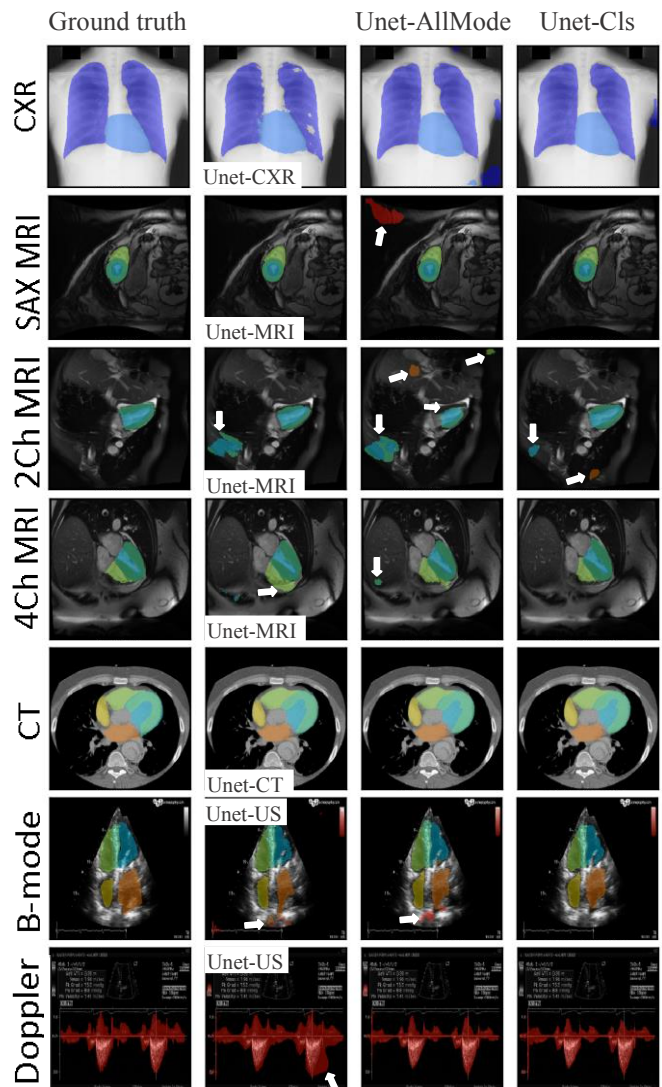 Ground truth
Unet-AllMode
Unet-Cls
CXR
Unet-CXR
SAX MRI
Unet-MRI
2Ch MRI
Unet-MRI
4Ch MRI
Unet-MRI
CT
Unet-CT
B-mode
Unet-US
Doppler
Unet-US